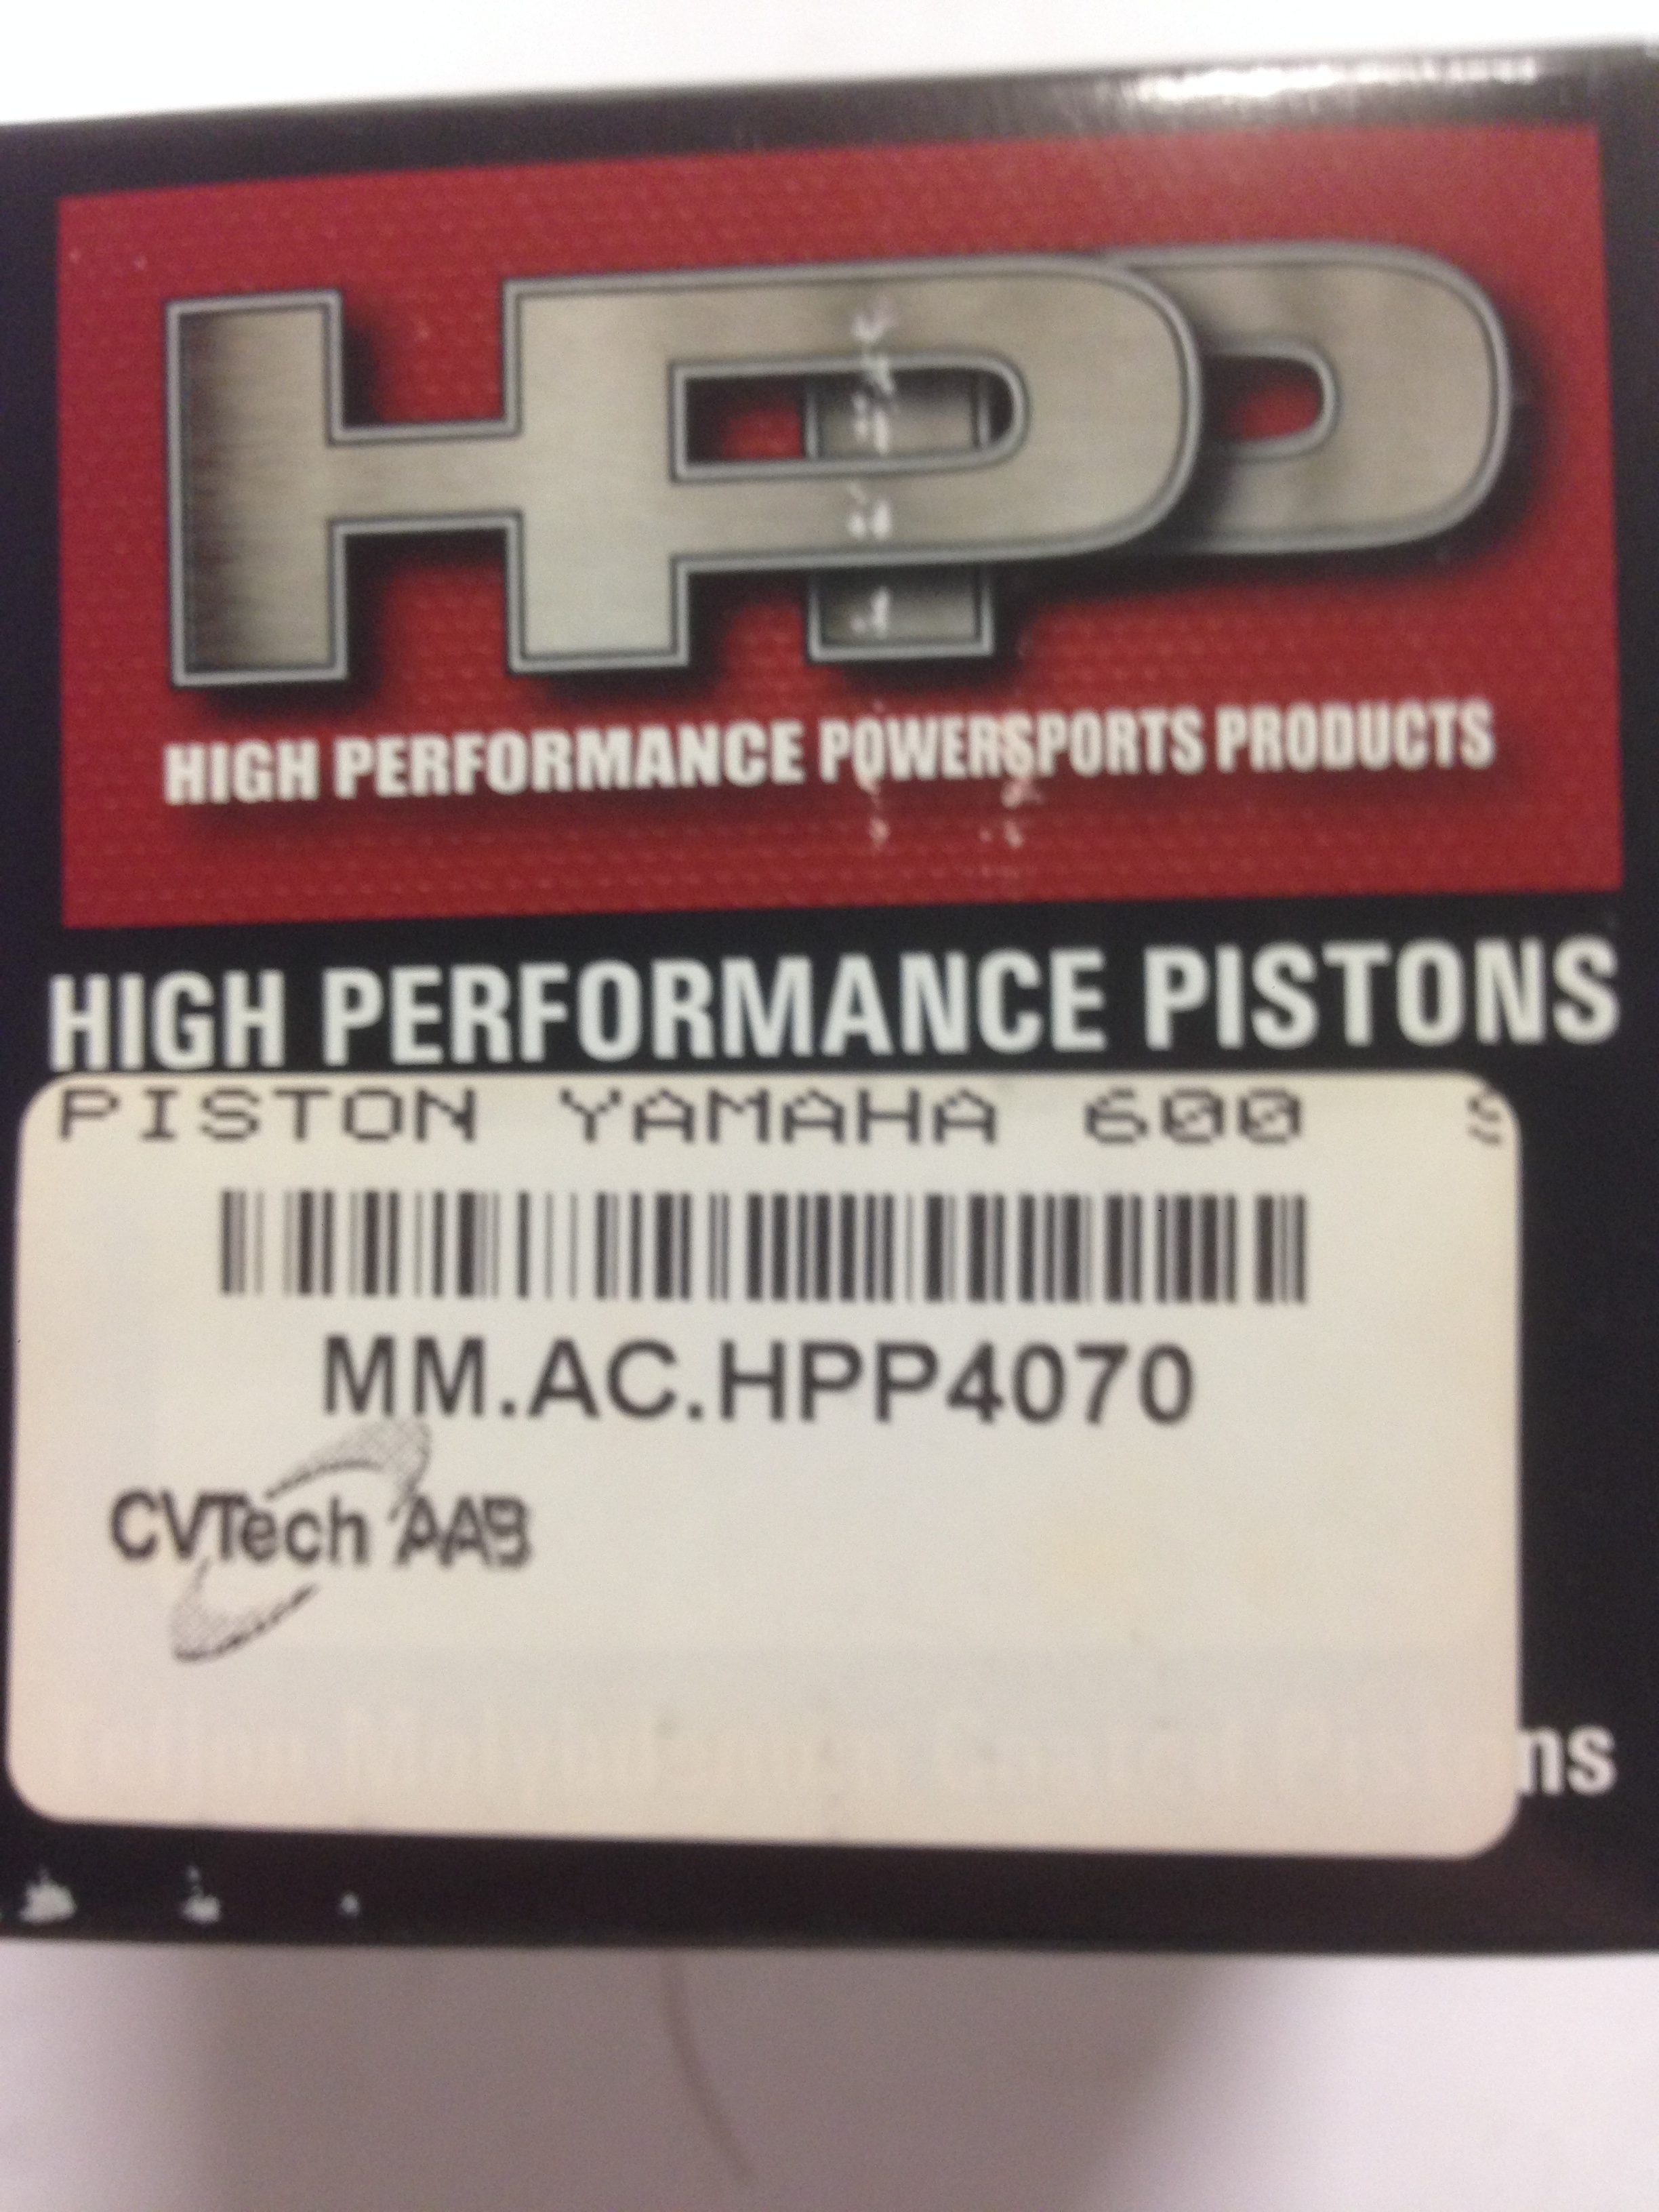 HPP
HIGH PERFORMANCE POWERSPORTS PRODUCTS
HIGH PERFORMANCE PISTONS
PISTON YAMAHA 600
MM.AC.HPP4070
CVTech AAB